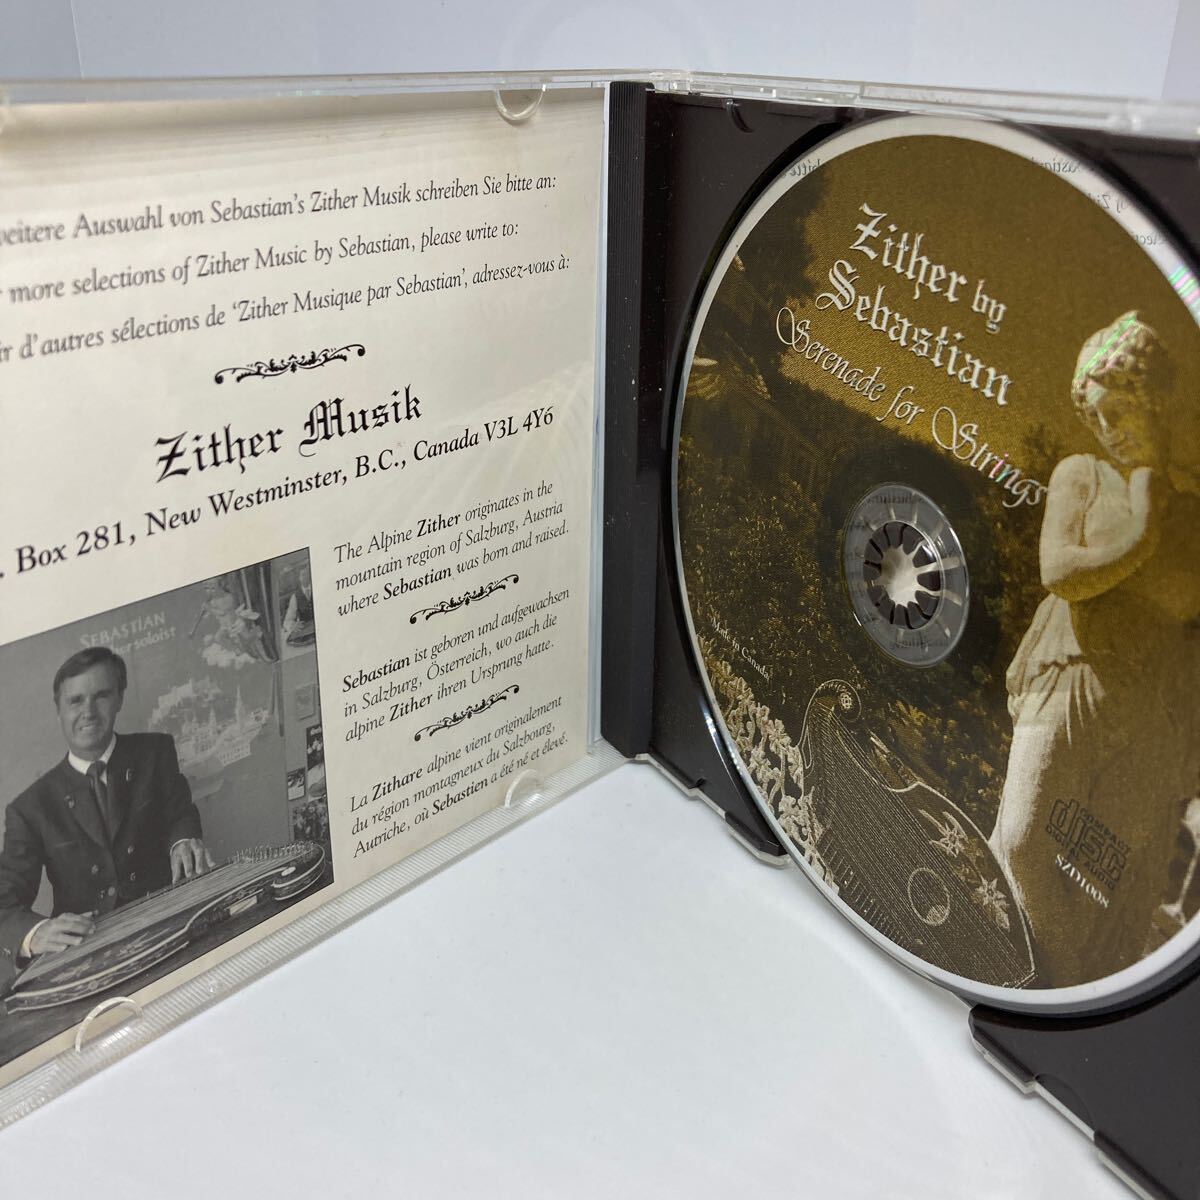 weitere Auswahl von Sebastian's Zither Musik schreiben Sie bitte an:
more selections of Zither Music by Sebastian, please write to:
d'autres sélections de 'Zither Musique par Sebastian', adressez-vous à:
Zither Musik
Box 281, New Westminster, B.C., Canada V3L 4Y6
The Alpine Zither originates in the
mountain region of Salzburg, Austria
where Sebastian was born and raised.
Sebastian ist geboren und aufgewachsen
in Salzburg, Österreich, wo auch die
alpine Zither ihren Ursprung hatte.
La Zithare alpine vient originalement
du région montagneux du Salzbourg,
Autriche, où Sebastien a été né et élevé.
SEBASTIAN
soloist
Zither by
Sebastian
Serenade for Strings
Made in Canada
COMPACT
disc
DIGITAL AUDIO
SZD1008